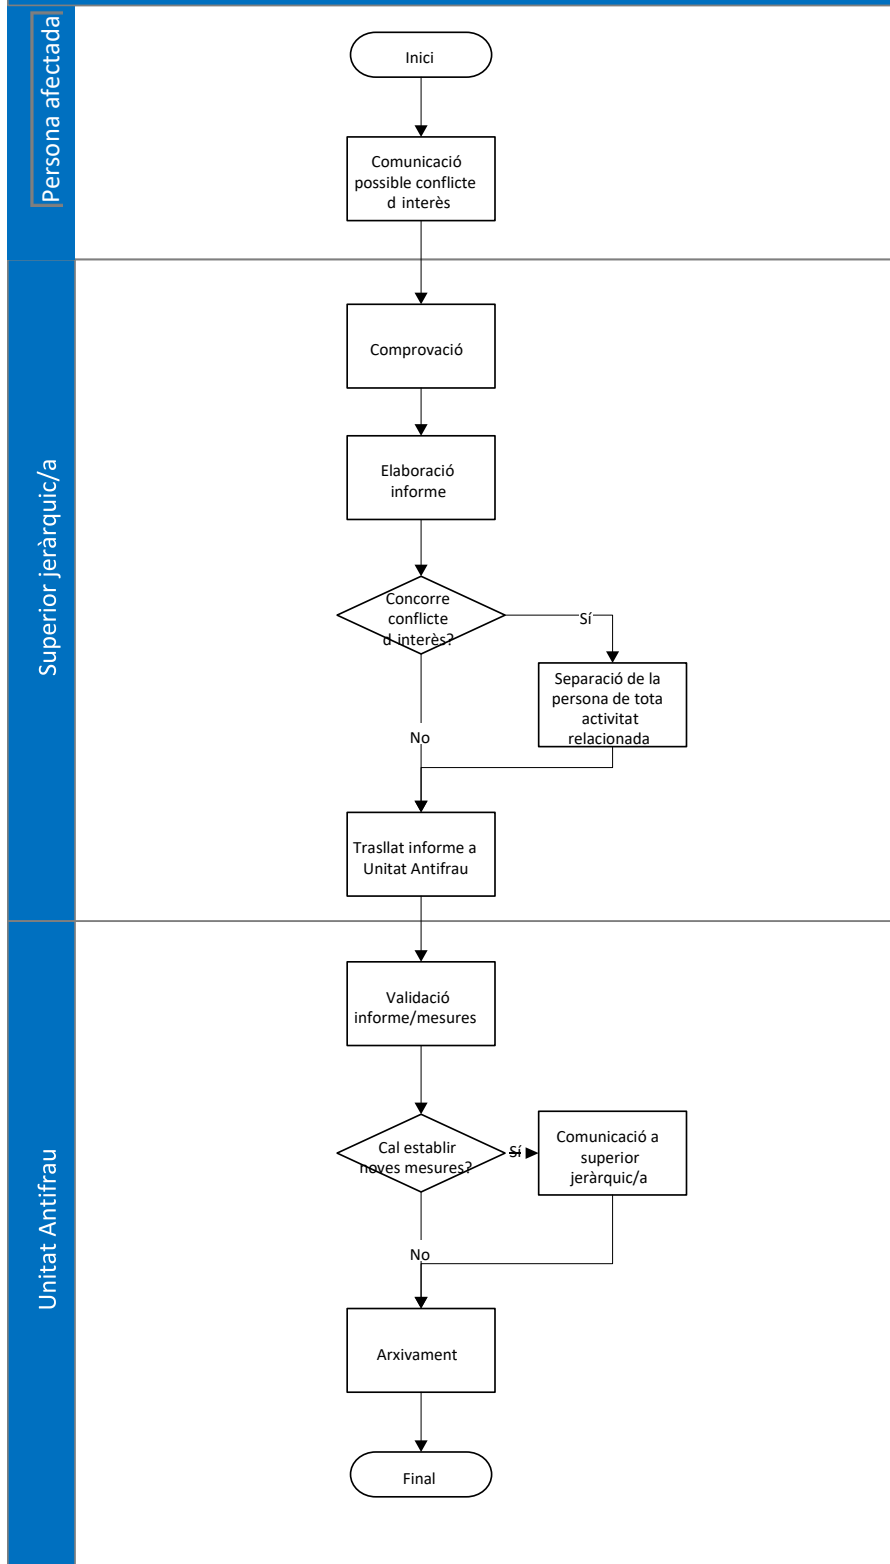 Persona afectada
Inici
Comunicació
possible conflicte
d interès
Superior jeràrquic/a
Comprovació
Elaboració
informe
Concorre
conflicte
d interès?
Sí
Separació de la
persona de tota
activitat
relacionada
No
Trasllat informe a
Unitat Antifrau
Unitat Antifrau
Validació
informe/mesures
Cal establir
noves mesures?
Sí
Comunicació a
superior
jeràrquic/a
No
Arxivament
Final